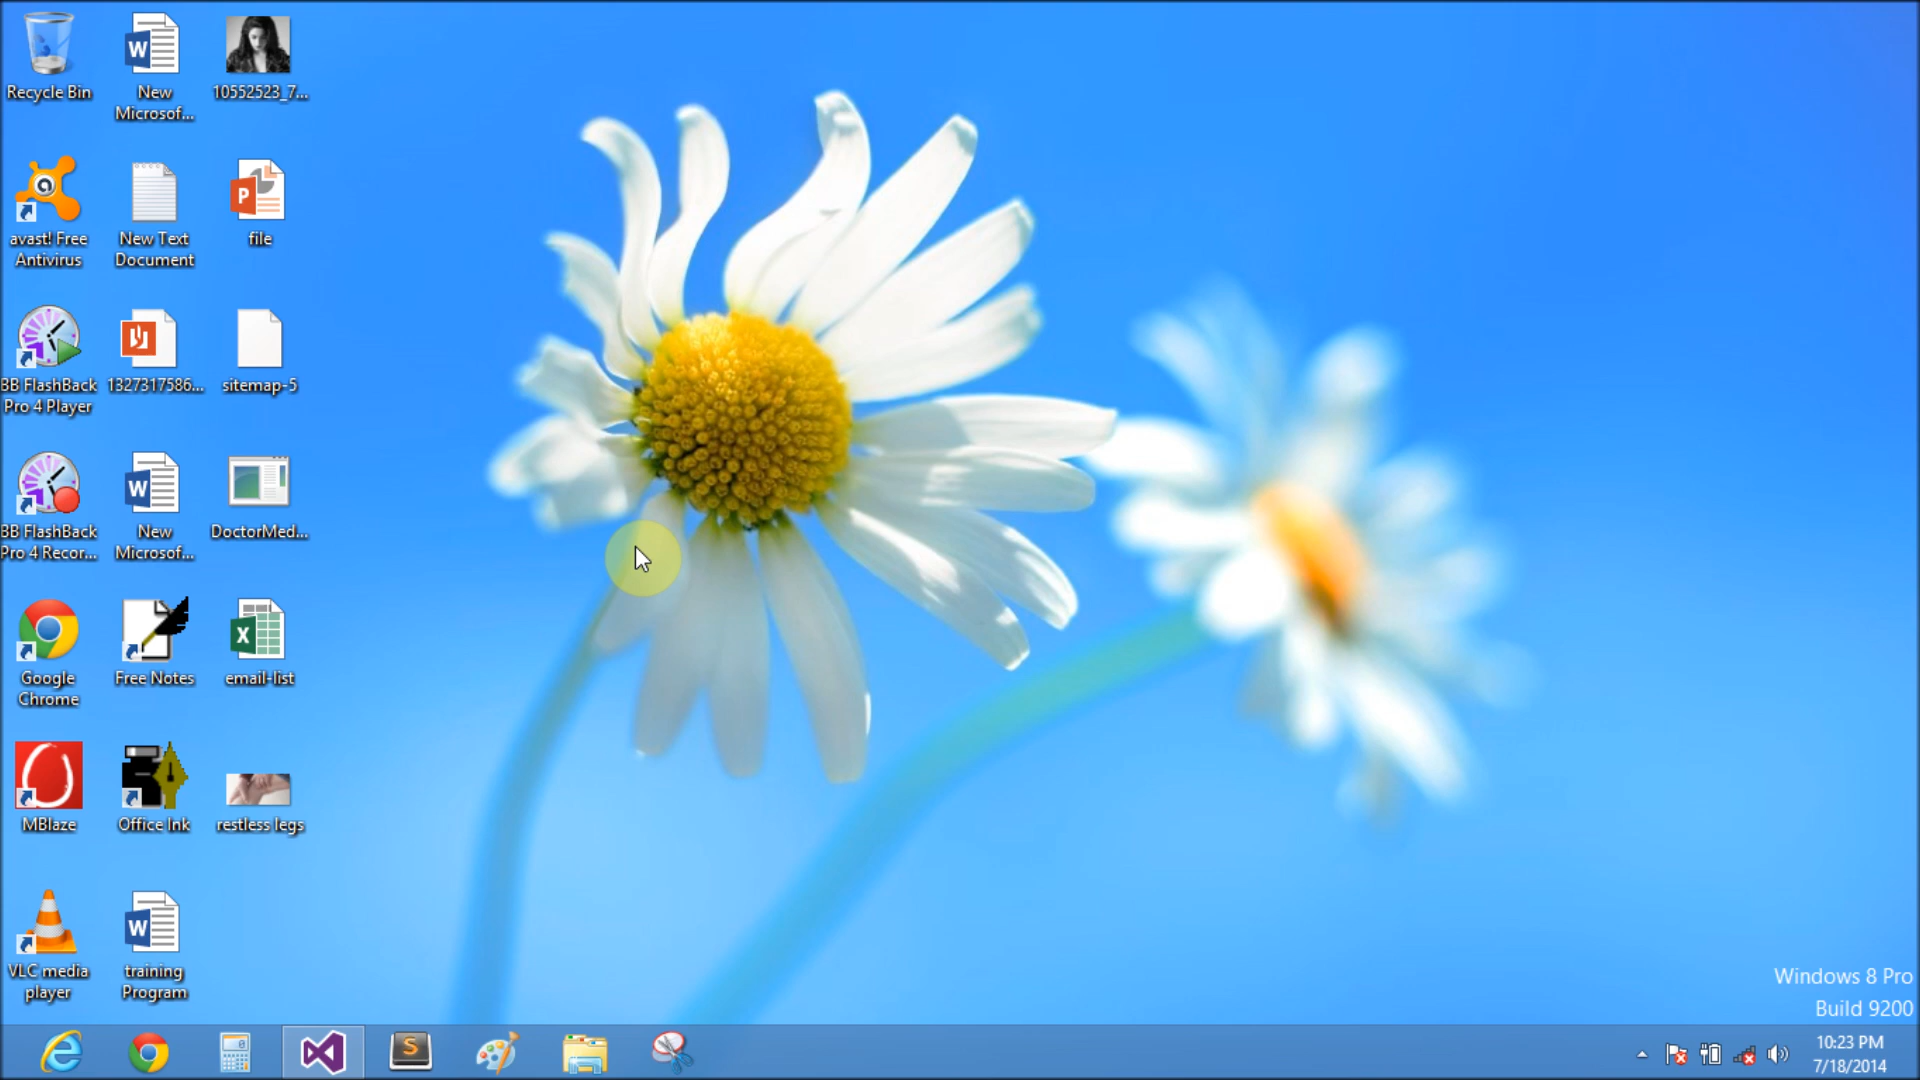 Recycle Bin
New
Microsof...
10552523_7...
avast! Free
Antivirus
New Text
Document
file
BB FlashBack
Pro 4 Player
1327317586...
sitemap-5
BB FlashBack
Pro 4 Recor...
New
Microsof...
DoctorMed...
Google
Chrome
Free Notes
email-list
MBlaze
Office Ink
restless legs
VLC media
player
training
Program
Windows 8 Pro
Build 9200
10:23 PM
7/18/2014